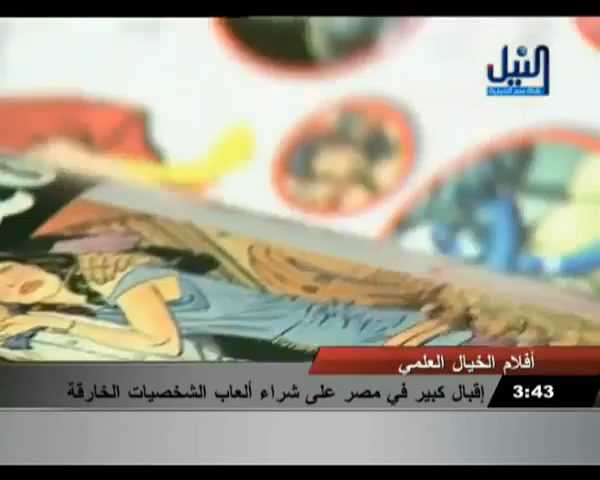 النيل
أفلام الخيال العلمي
3:43 إقبال كبير في مصر على شراء ألعاب الشخصيات الخارقة